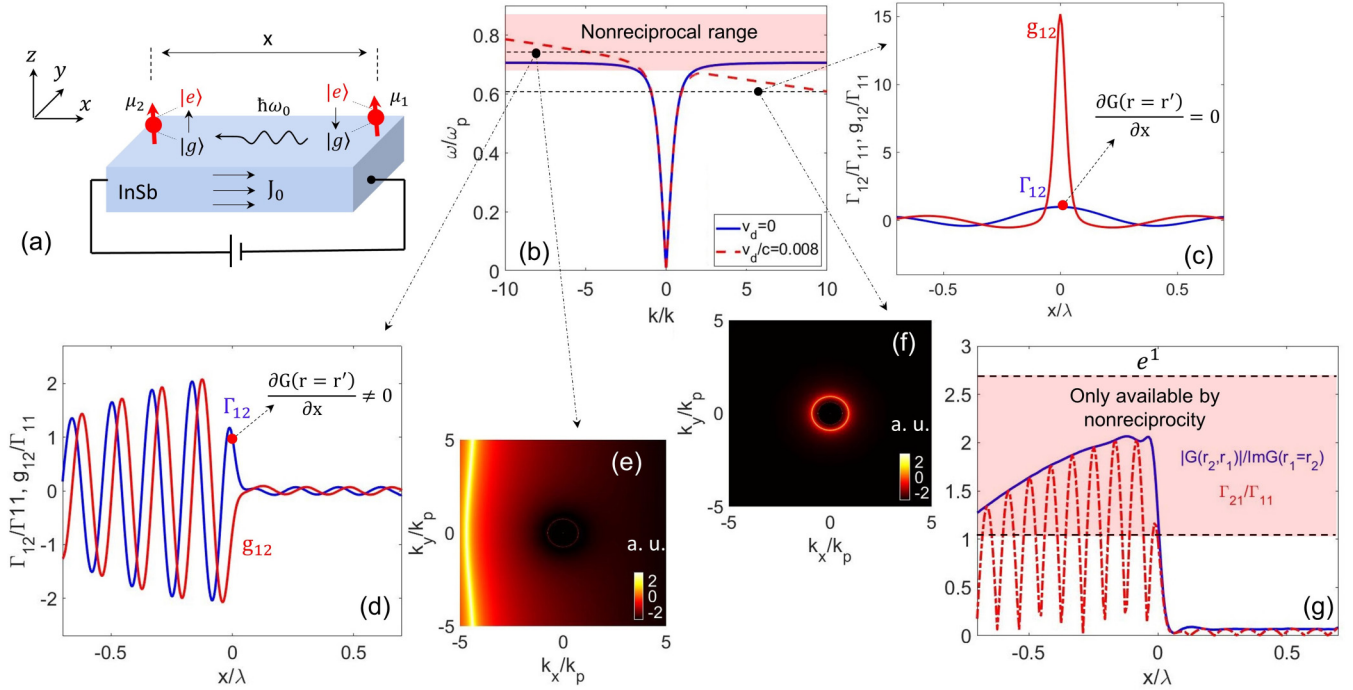 (a)
x
z
y
x
μ₂
|e⟩
|g⟩
ħω₀
|e⟩
|g⟩
μ₁
InSb
J₀
(b)
Nonreciprocal range
ω/ωₚ
0.8
0.6
0.4
0.2
0
v_d=0
v_d/c=0.008
-10
-5
0
5
10
k/k
(c)
Γ₁₂/Γ₁₁, g₁₂/Γ₁₁
15
10
5
0
g₁₂
Γ₁₂
∂G(r = r′)/∂x = 0
-0.5
0
0.5
x/λ
(d)
Γ₁₂/Γ11, g₁₂/Γ₁₁
2
1
0
-1
-2
Γ₁₂
g₁₂
∂G(r = r′)/∂x ≠ 0
-0.5
0
0.5
x/λ
(e)
k_y/k_p
5
0
-5
a. u.
2
0
-2
-5
0
5
k_x/k_p
(f)
k_y/k_p
5
0
-5
a. u.
2
0
-2
-5
0
5
k_x/k_p
(g)
3
2.5
2
1.5
1
0.5
0
e¹
Only available by
nonreciprocity
|G(r₂,r₁)|/ImG(r₁=r₂)
Γ₂₁/Γ₁₁
-0.5
0
0.5
x/λ